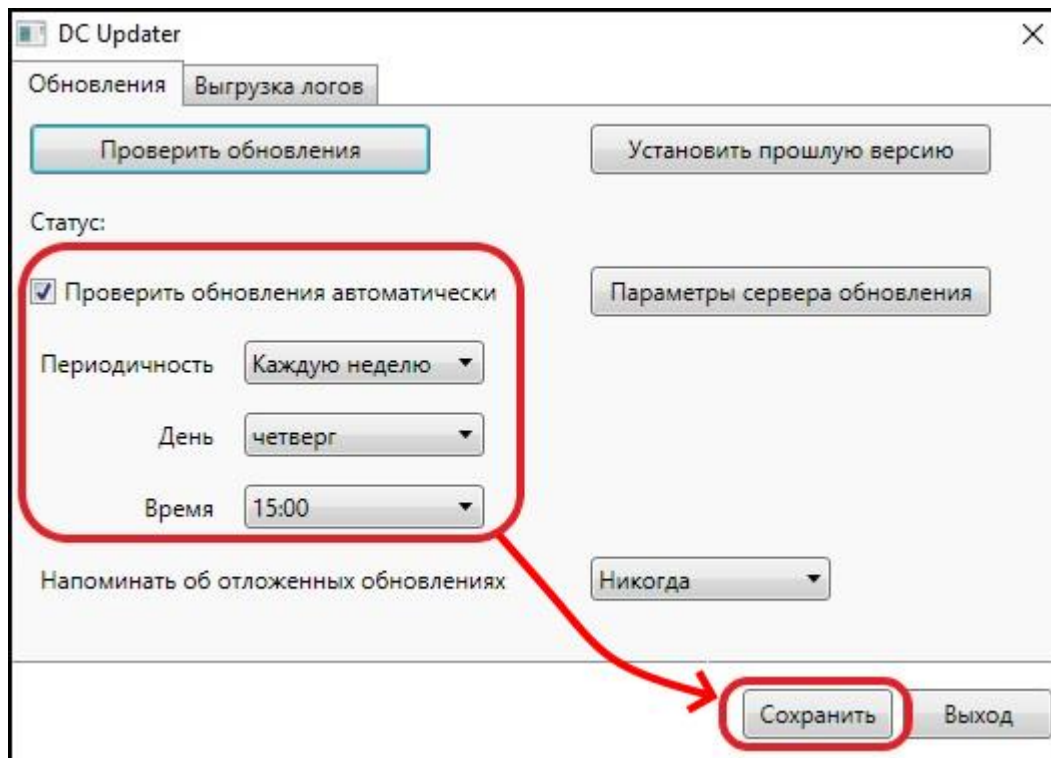 DC Updater
Обновления Выгрузка логов
Проверить обновления Установить прошлую версию
Статус:
Проверить обновления автоматически Параметры сервера обновления
Периодичность Каждую неделю
День четверг
Время 15:00
Напоминать об отложенных обновлениях Никогда
Сохранить Выход